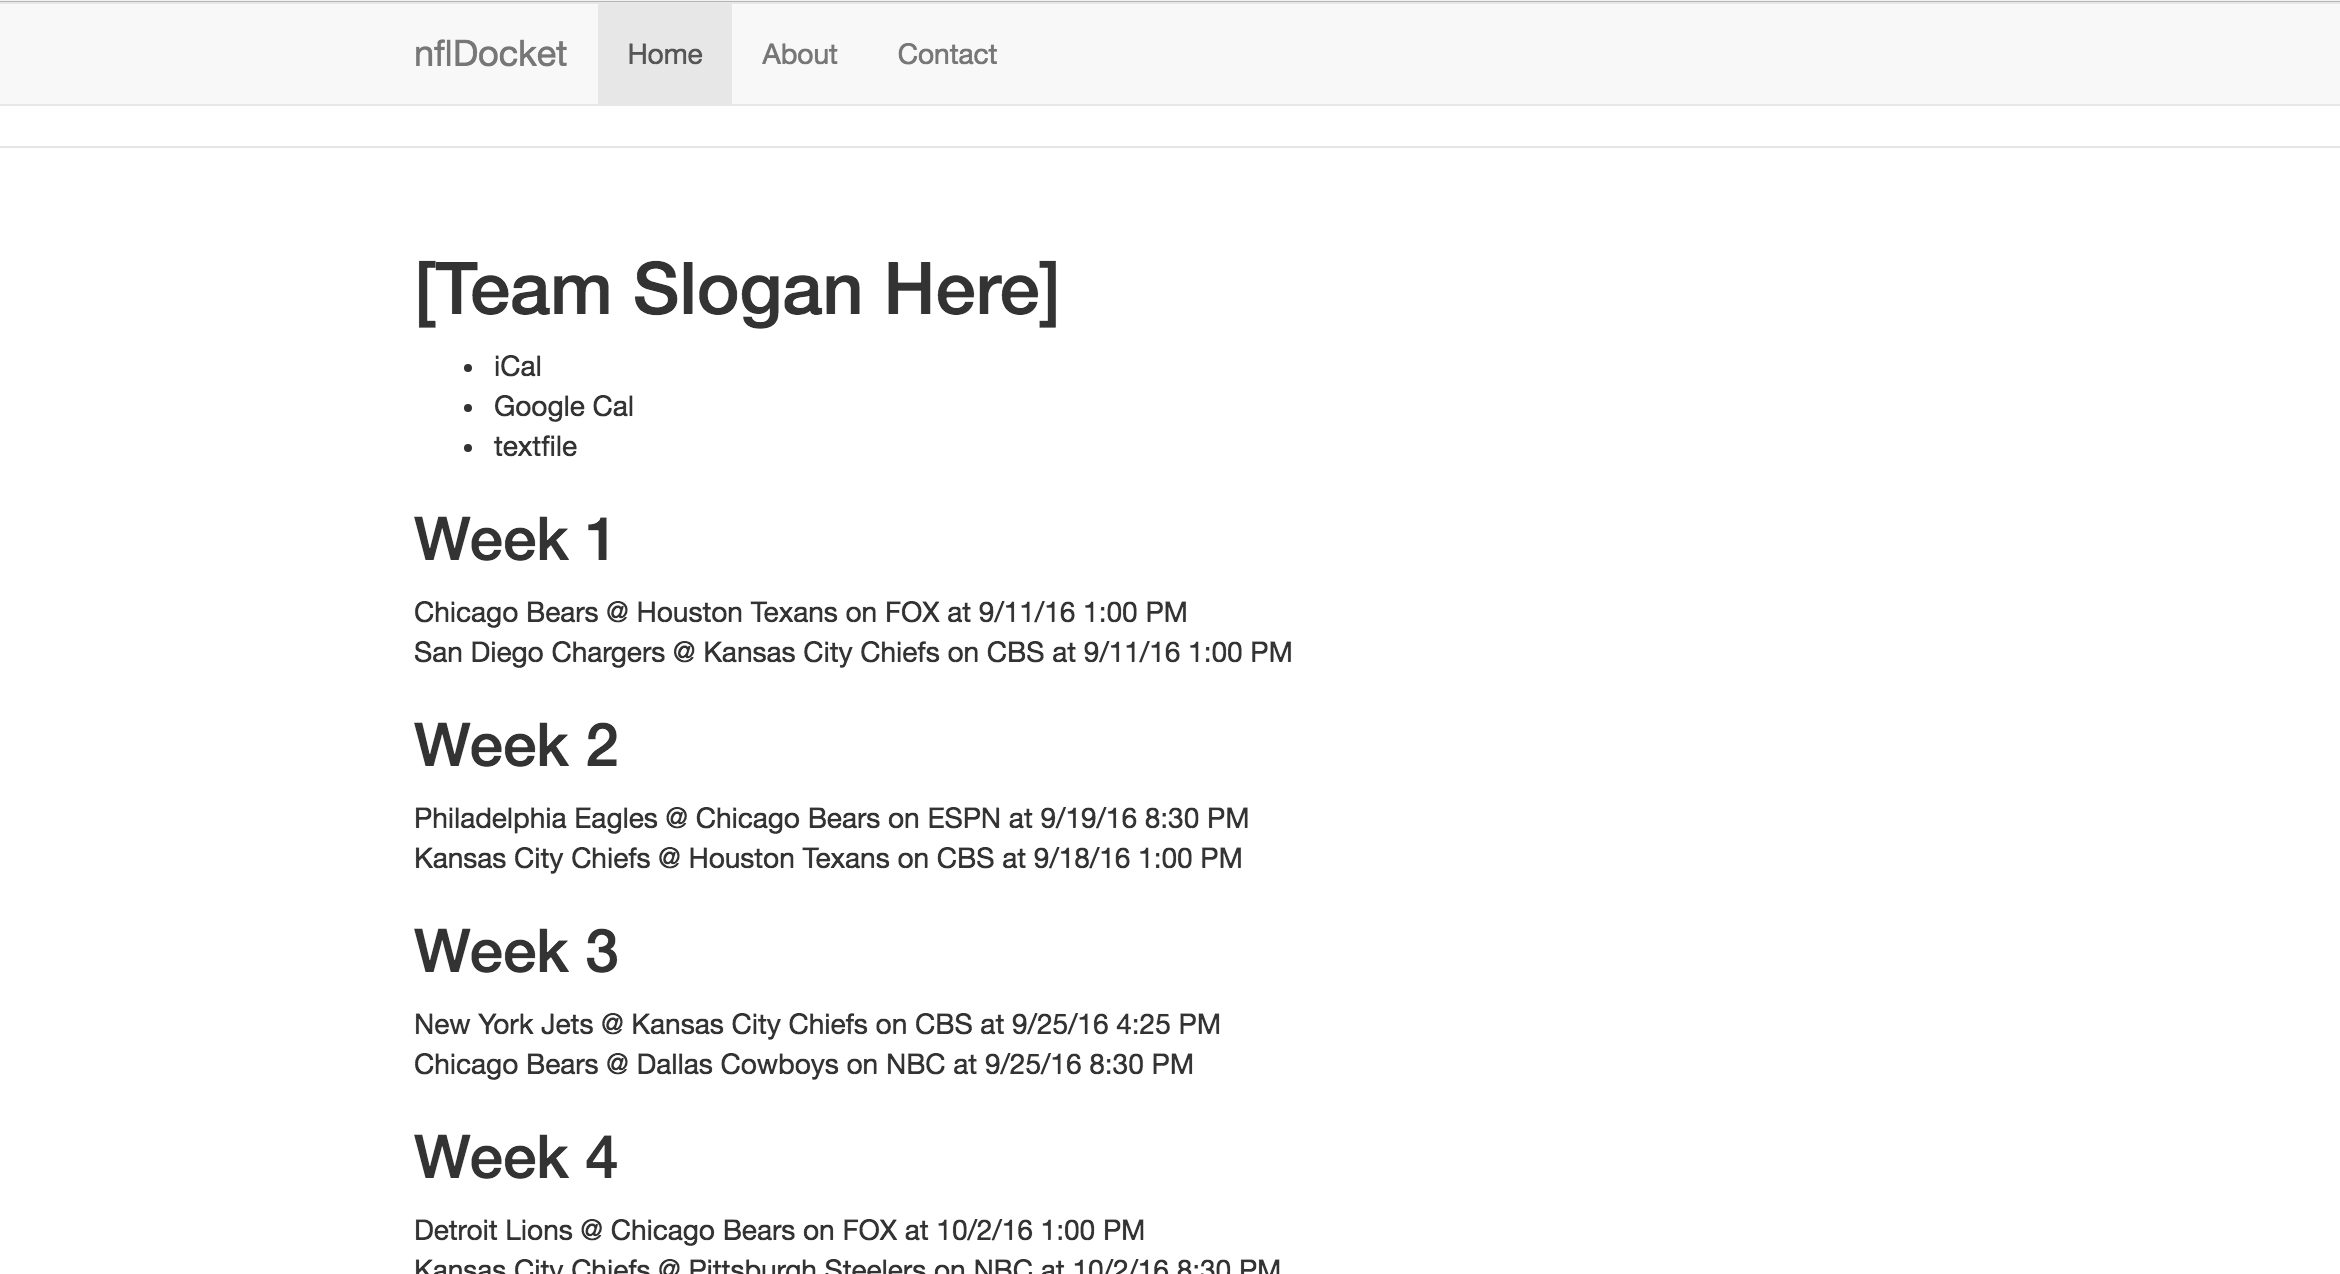 nflDocket Home About Contact
[Team Slogan Here]
iCal
Google Cal
textfile
Week 1
Chicago Bears @ Houston Texans on FOX at 9/11/16 1:00 PM
San Diego Chargers @ Kansas City Chiefs on CBS at 9/11/16 1:00 PM
Week 2
Philadelphia Eagles @ Chicago Bears on ESPN at 9/19/16 8:30 PM
Kansas City Chiefs @ Houston Texans on CBS at 9/18/16 1:00 PM
Week 3
New York Jets @ Kansas City Chiefs on CBS at 9/25/16 4:25 PM
Chicago Bears @ Dallas Cowboys on NBC at 9/25/16 8:30 PM
Week 4
Detroit Lions @ Chicago Bears on FOX at 10/2/16 1:00 PM
Kansas City Chiefs @ Pittsburgh Steelers on NBC at 10/2/16 8:30 PM